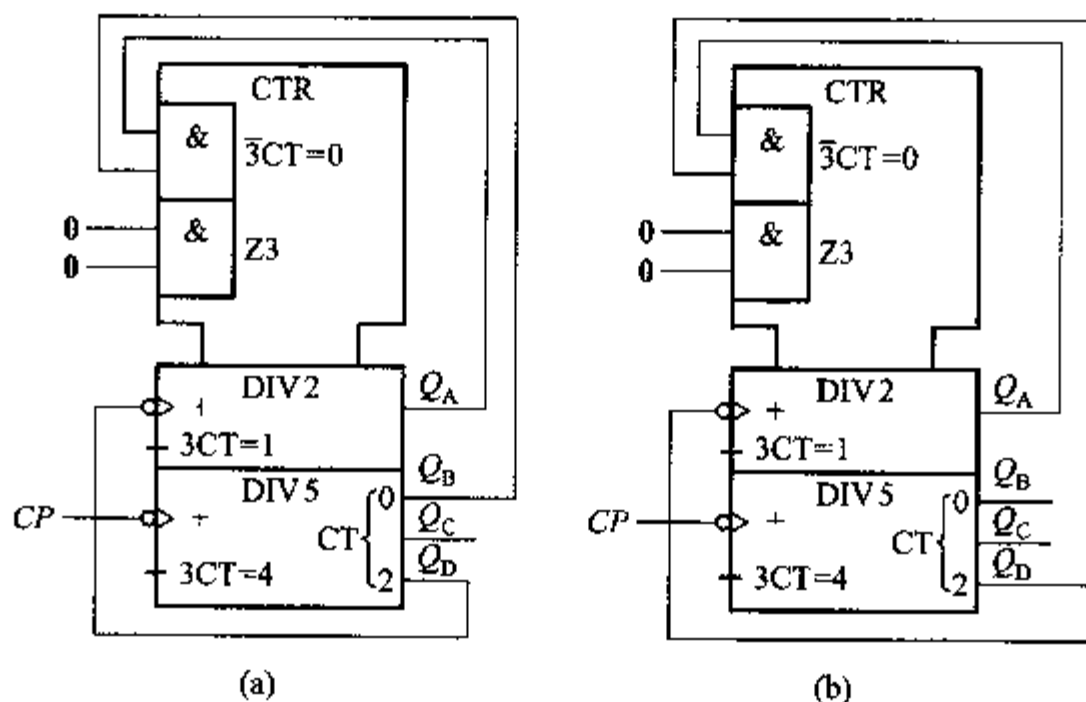 CTR
&
3̅CT=0
0
&
Z3
0
DIV2
Q_A
+
3CT=1
Q_B
DIV5
0
CP
+
Q_C
CT
Q_D
3CT=4
2
(a)
CTR
&
3̅CT=0
0
&
Z3
0
DIV2
Q_A
+
3CT=1
Q_B
DIV5
0
CP
+
Q_C
CT
Q_D
3CT=4
2
(b)